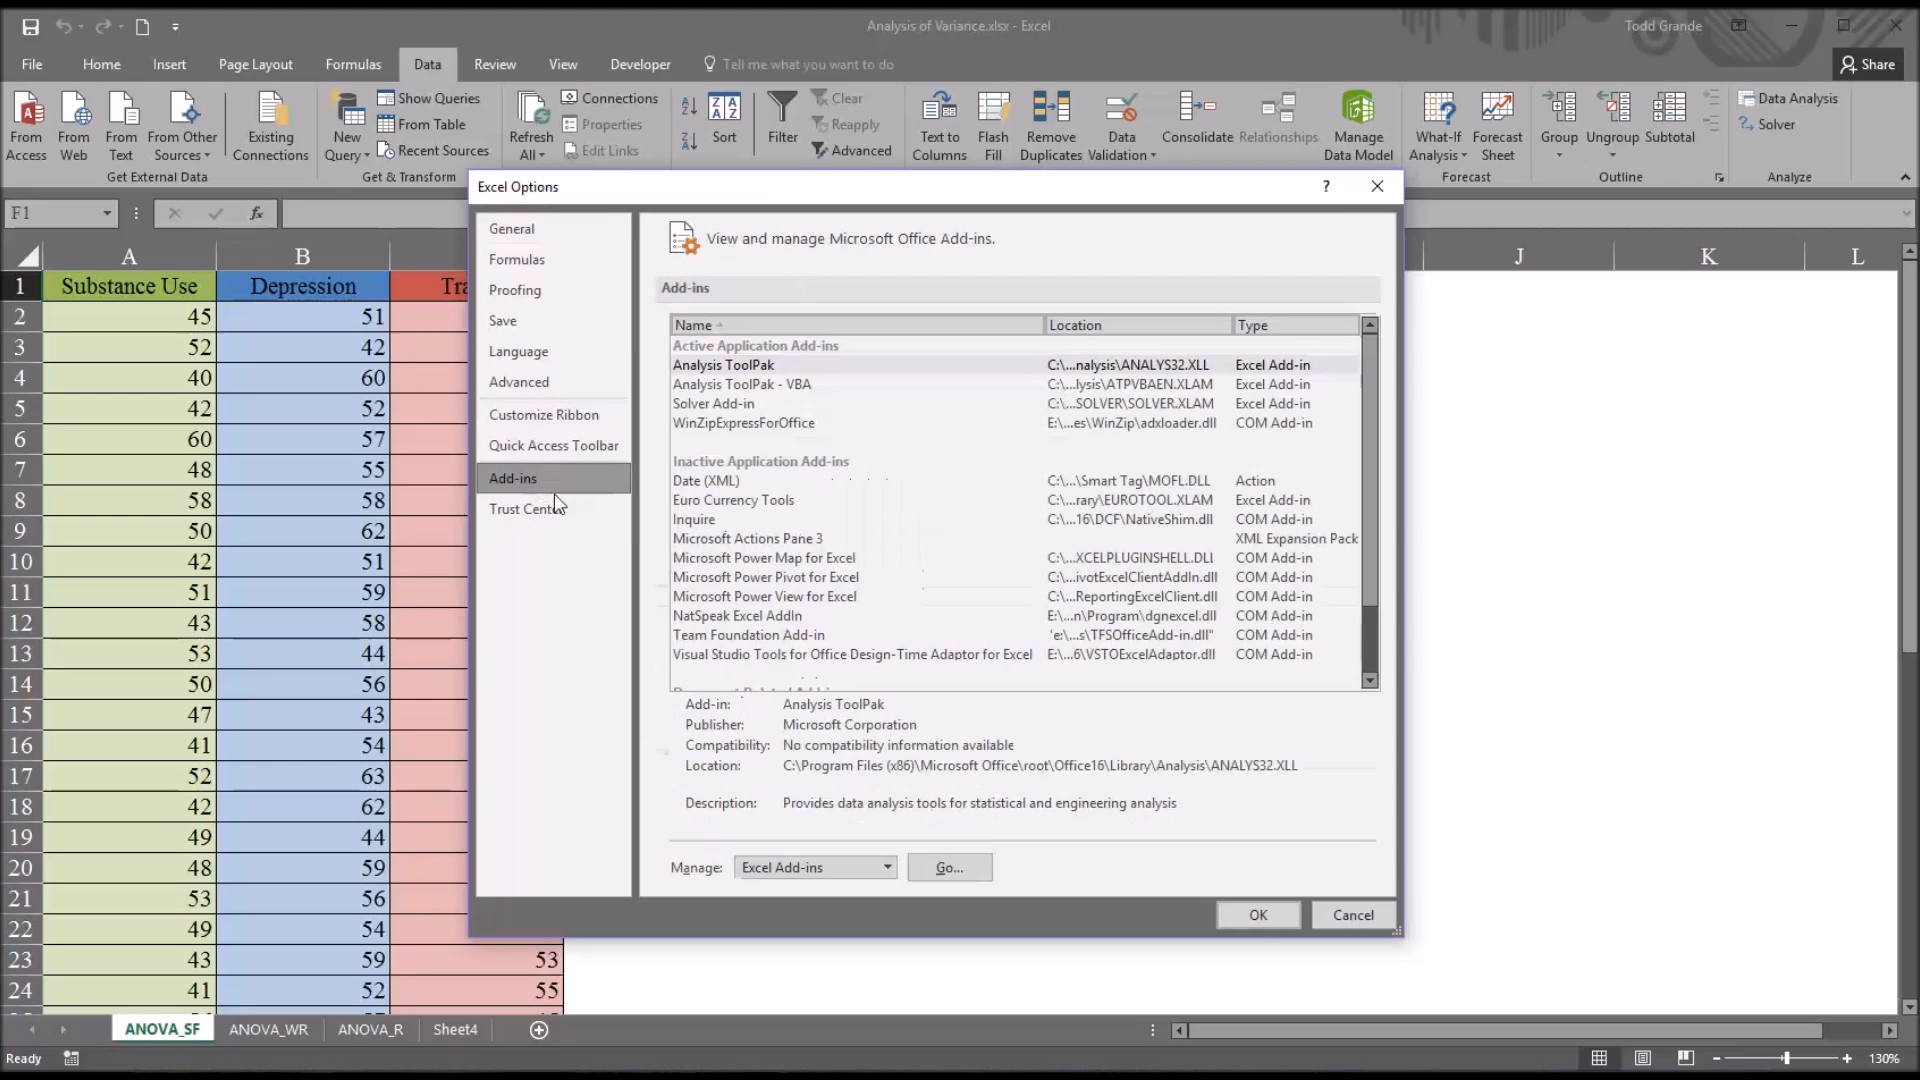 Analysis of Variance.xlsx - Excel
Todd Grande
File Home Insert Page Layout Formulas Data Review View Developer Tell me what you want to do Share
From Access
From Web
From Text
From Other Sources
Existing Connections
Get External Data
New Query
Show Queries
From Table
Recent Sources
Get & Transform
Refresh All
Connections
Properties
Edit Links
Sort
Filter
Clear
Reapply
Advanced
Text to Columns
Flash Fill
Remove Duplicates
Data Validation
Consolidate
Relationships
Manage Data Model
What-If Analysis
Forecast Sheet
Forecast
Group
Ungroup
Subtotal
Outline
Data Analysis
Solver
Analyze
F1
fx
Excel Options
?
General
Formulas
Proofing
Save
Language
Advanced
Customize Ribbon
Quick Access Toolbar
Add-ins
View and manage Microsoft Office Add-ins.
Add-ins
Name Location Type
Active Application Add-ins
Analysis ToolPak C:\...nalysis\ANALYS32.XLL Excel Add-in
Analysis ToolPak - VBA C:\...lysis\ATPVBAEN.XLAM Excel Add-in
Solver Add-in C:\...SOLVER\SOLVER.XLAM Excel Add-in
WinZipExpressForOffice E:\...es\WinZip\adxloader.dll COM Add-in
Inactive Application Add-ins
Date (XML) C:\...\Smart Tag\MOFL.DLL Action
Euro Currency Tools C:\...rary\EUROTOOL.XLAM Excel Add-in
Inquire C:\...16\DCF\NativeShim.dll COM Add-in
Microsoft Actions Pane 3 XML Expansion Pack
Microsoft Power Map for Excel C:\...XCELPLUGINSHELL.DLL COM Add-in
Microsoft Power Pivot for Excel C:\...ivotExcelClientAddIn.dll COM Add-in
Microsoft Power View for Excel C:\...ReportingExcelClient.dll COM Add-in
NatSpeak Excel AddIn E:\...n\Program\dgnexcel.dll COM Add-in
Team Foundation Add-in 'e:\...s\TFSOfficeAdd-in.dll" COM Add-in
Visual Studio Tools for Office Design-Time Adaptor for Excel E:\...6\VSTOExcelAdaptor.dll COM Add-in
Add-in: Analysis ToolPak
Publisher: Microsoft Corporation
Compatibility: No compatibility information available
Location: C:\Program Files (x86)\Microsoft Office\root\Office16\Library\Analysis\ANALYS32.XLL
Description: Provides data analysis tools for statistical and engineering analysis
Manage: Excel Add-ins Go...
OK Cancel
A B J K L
1 Substance Use Depression
2 45 51
3 52 42
4 40 60
5 42 52
6 60 57
7 48 55
8 58 58
9 50 62
10 42 51
11 51 59
12 43 58
13 53 44
14 50 56
15 47 43
16 41 54
17 52 63
18 42 62
19 49 44
20 48 59
21 53 56
22 49 54
23 43 59 53
24 41 52 55
ANOVA_SF ANOVA_WR ANOVA_R Sheet4
Ready
130%